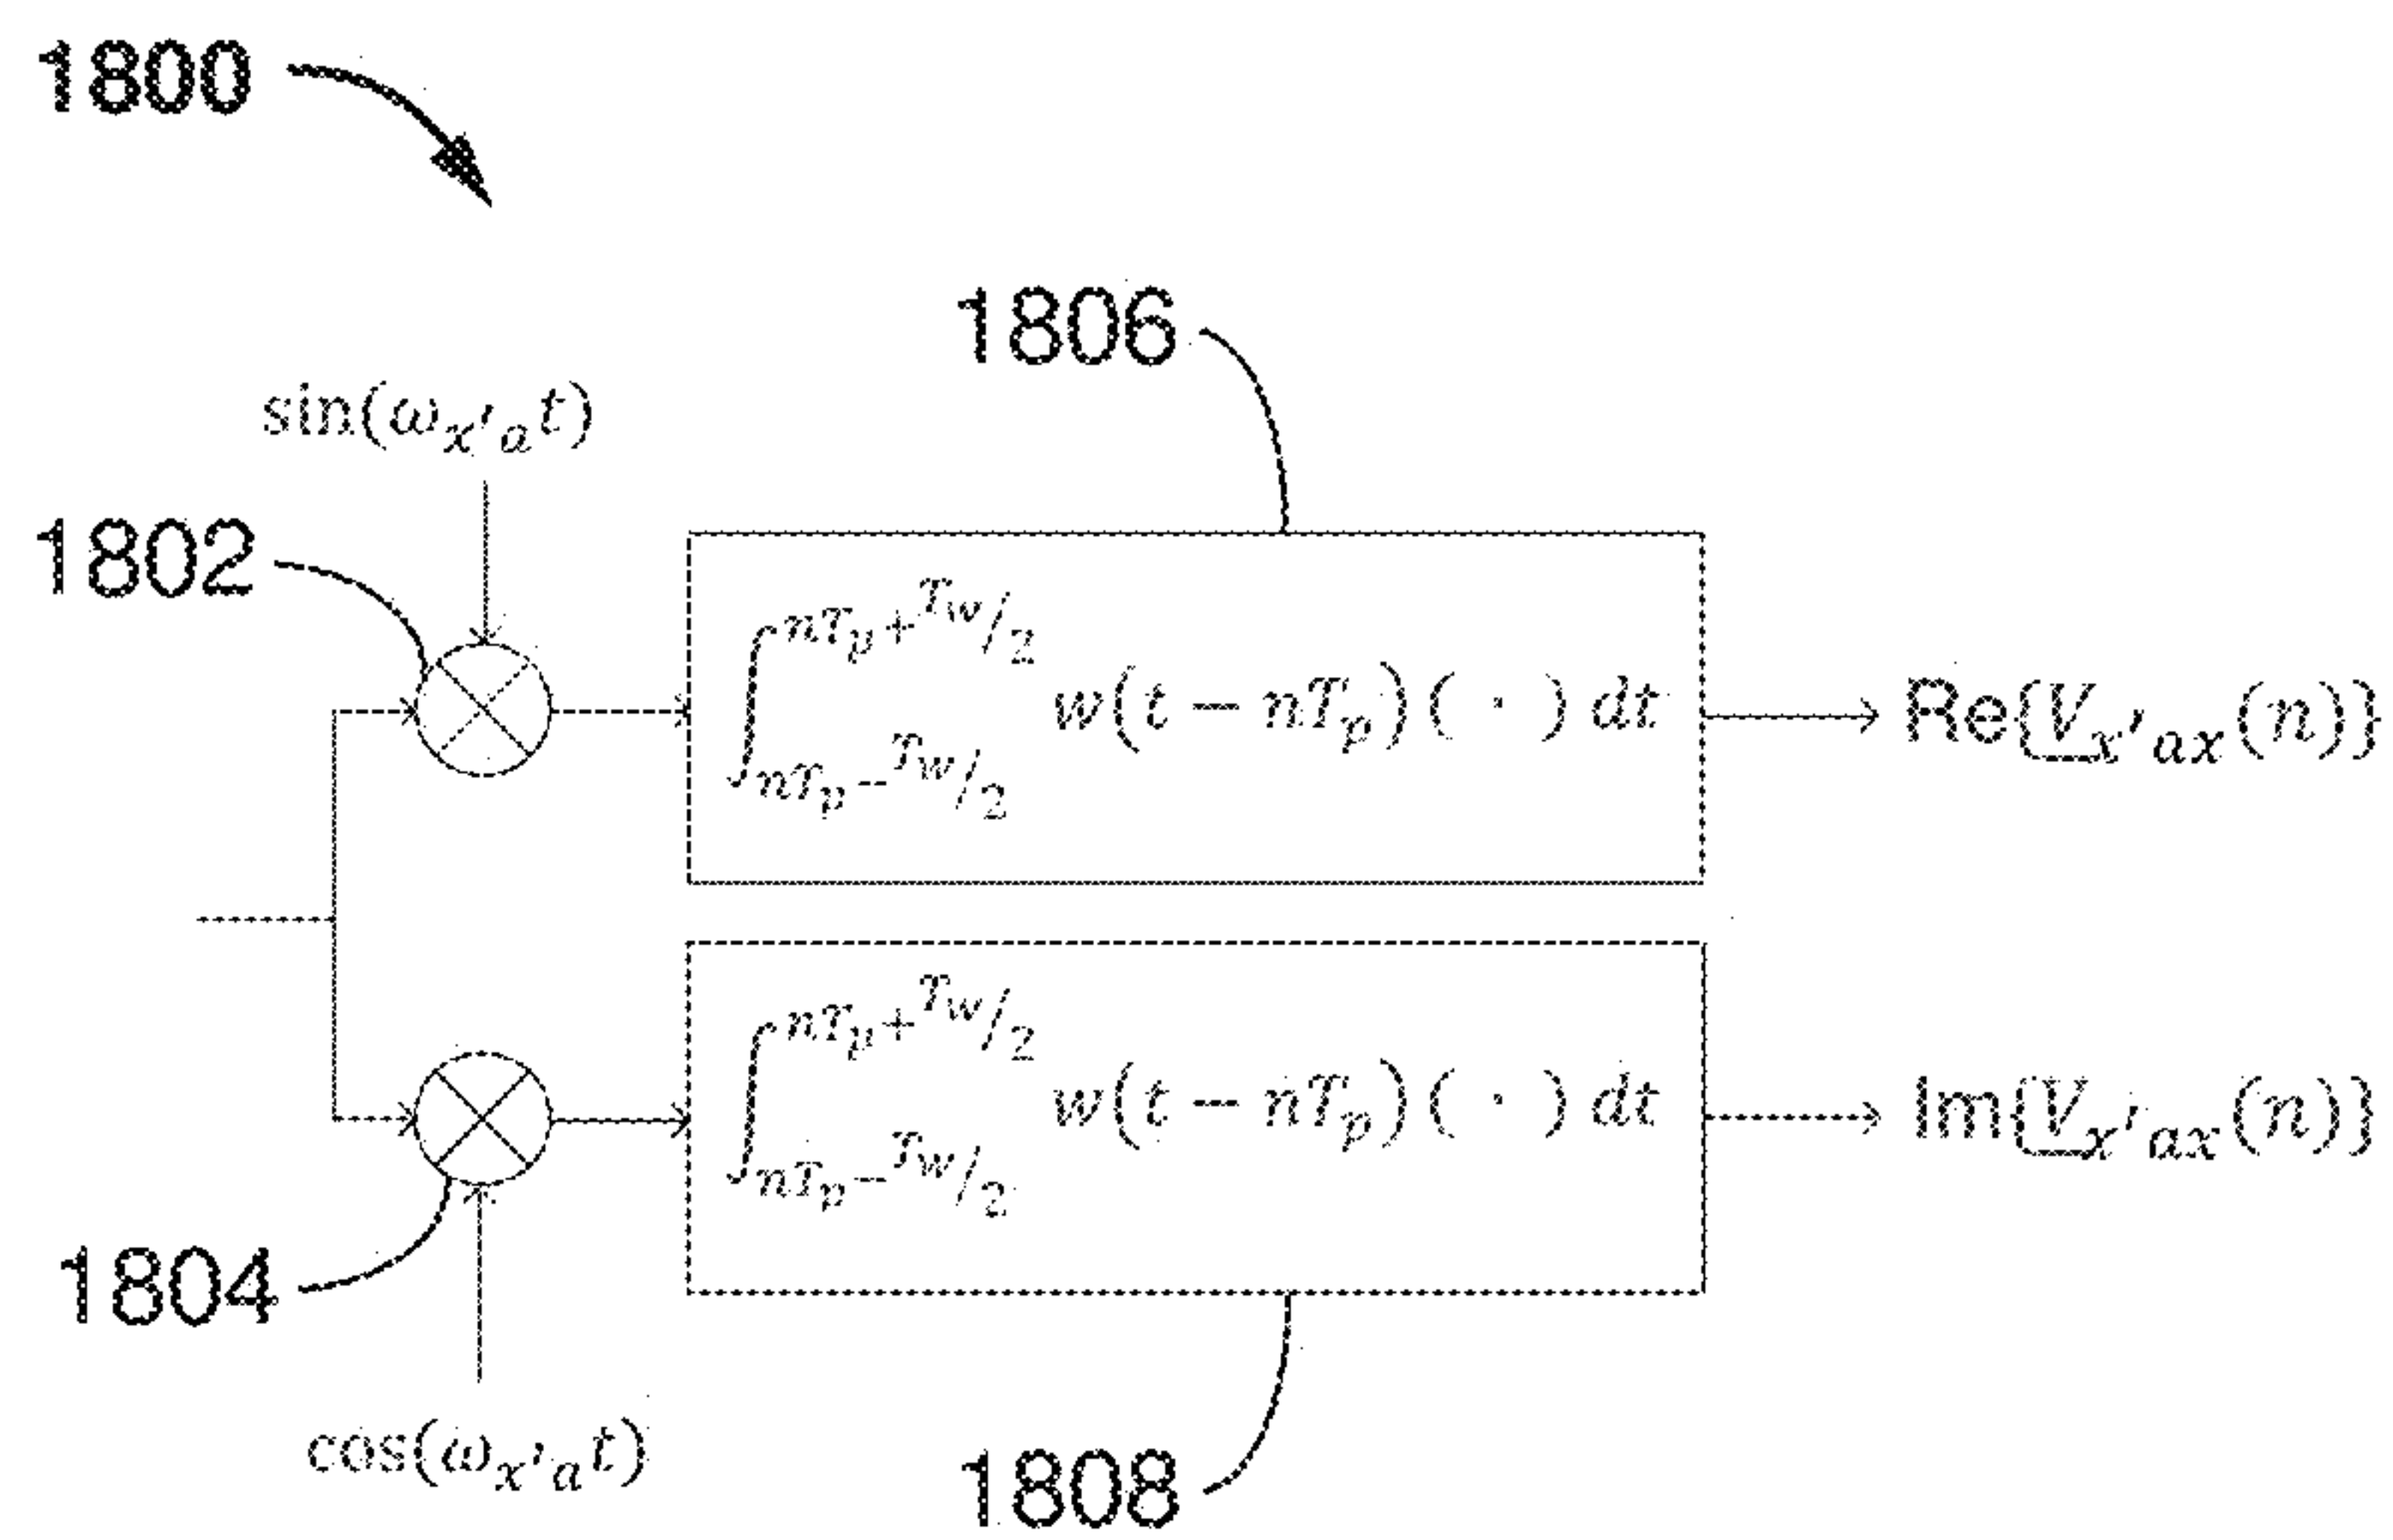 1800
1806
sin(ω_{x'a}t)
1802
∫_{nT_p−T_w/2}^{nT_p+T_w/2} w(t − nT_p)( · ) dt
Re{V_{x'ax}(n)}
∫_{nT_p−T_w/2}^{nT_p+T_w/2} w(t − nT_p)( · ) dt
Im{V_{x'ax}(n)}
1804
cos(ω_{x'a}t)
1808